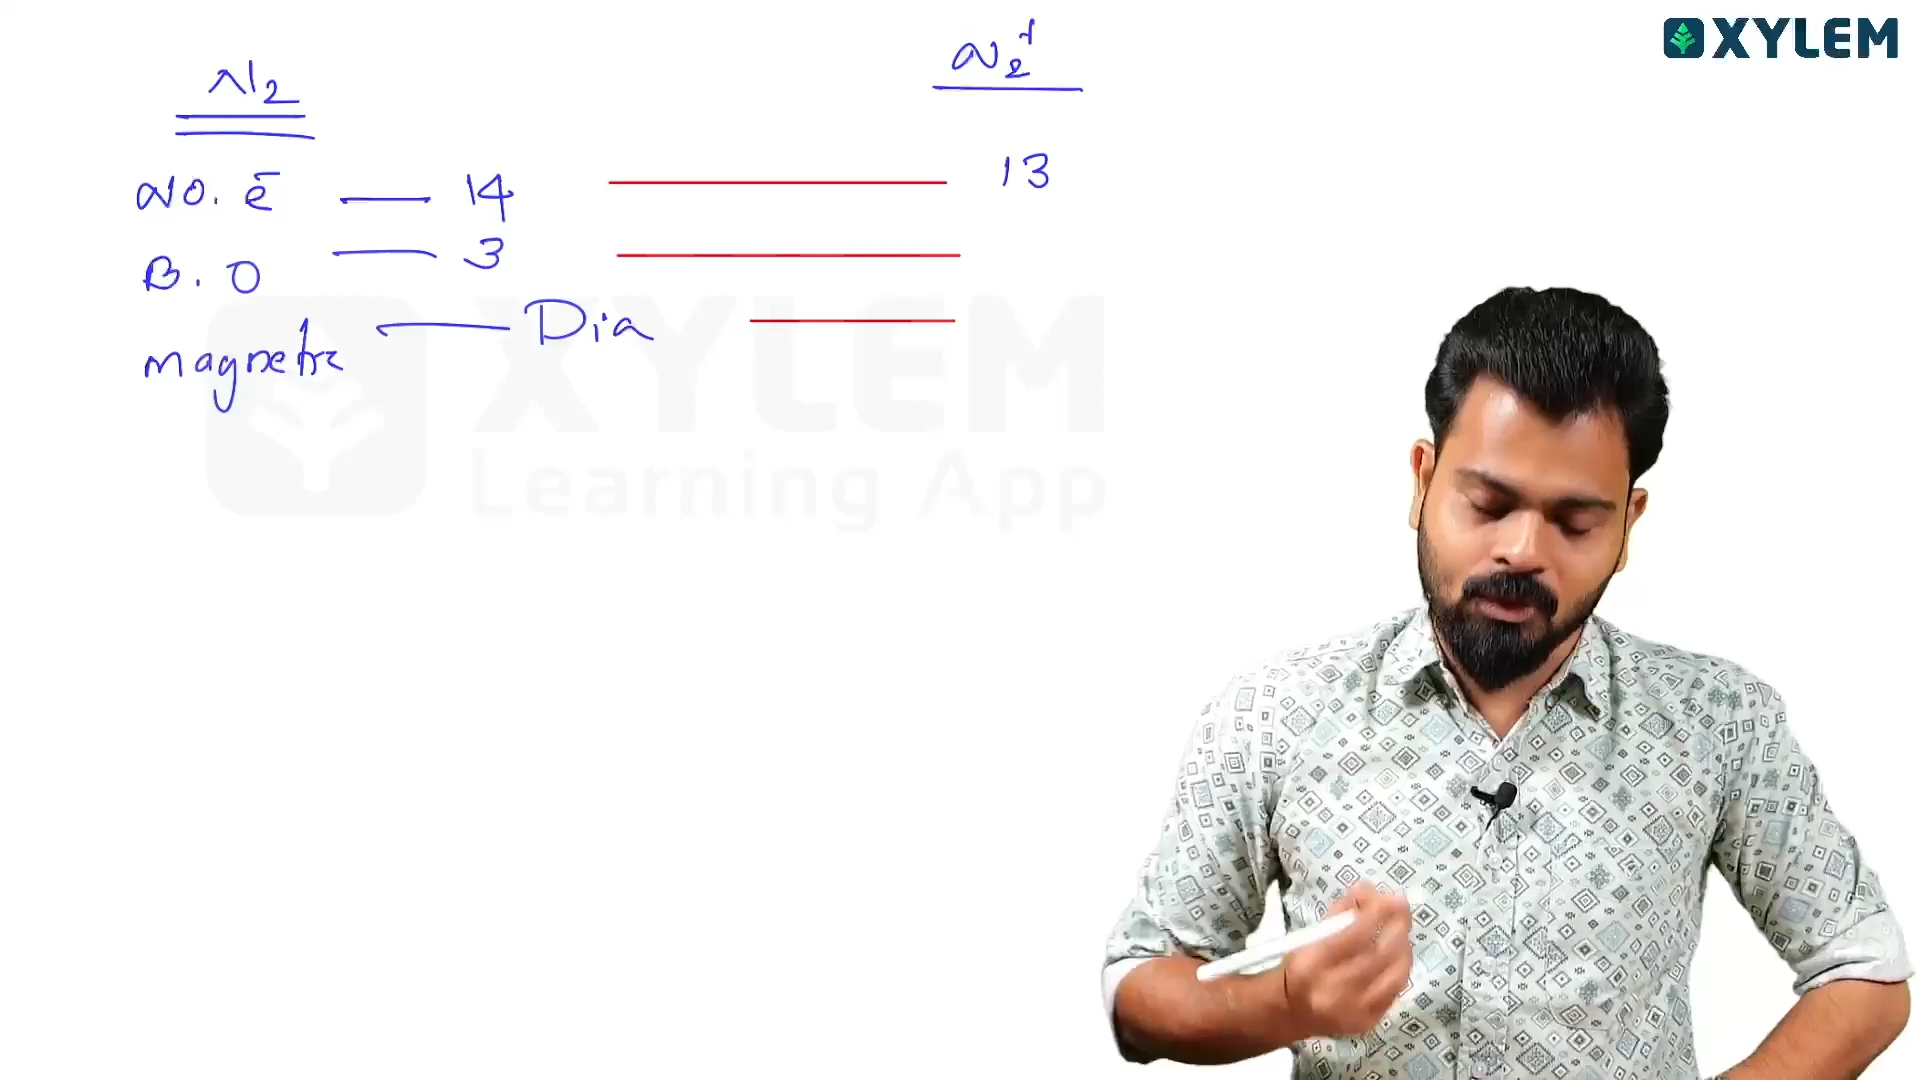 XYLEM
N2
N2+
NO. e- — 14 — 13
B. O — 3 —
magnetic — Dia —
XYLEM
Learning App